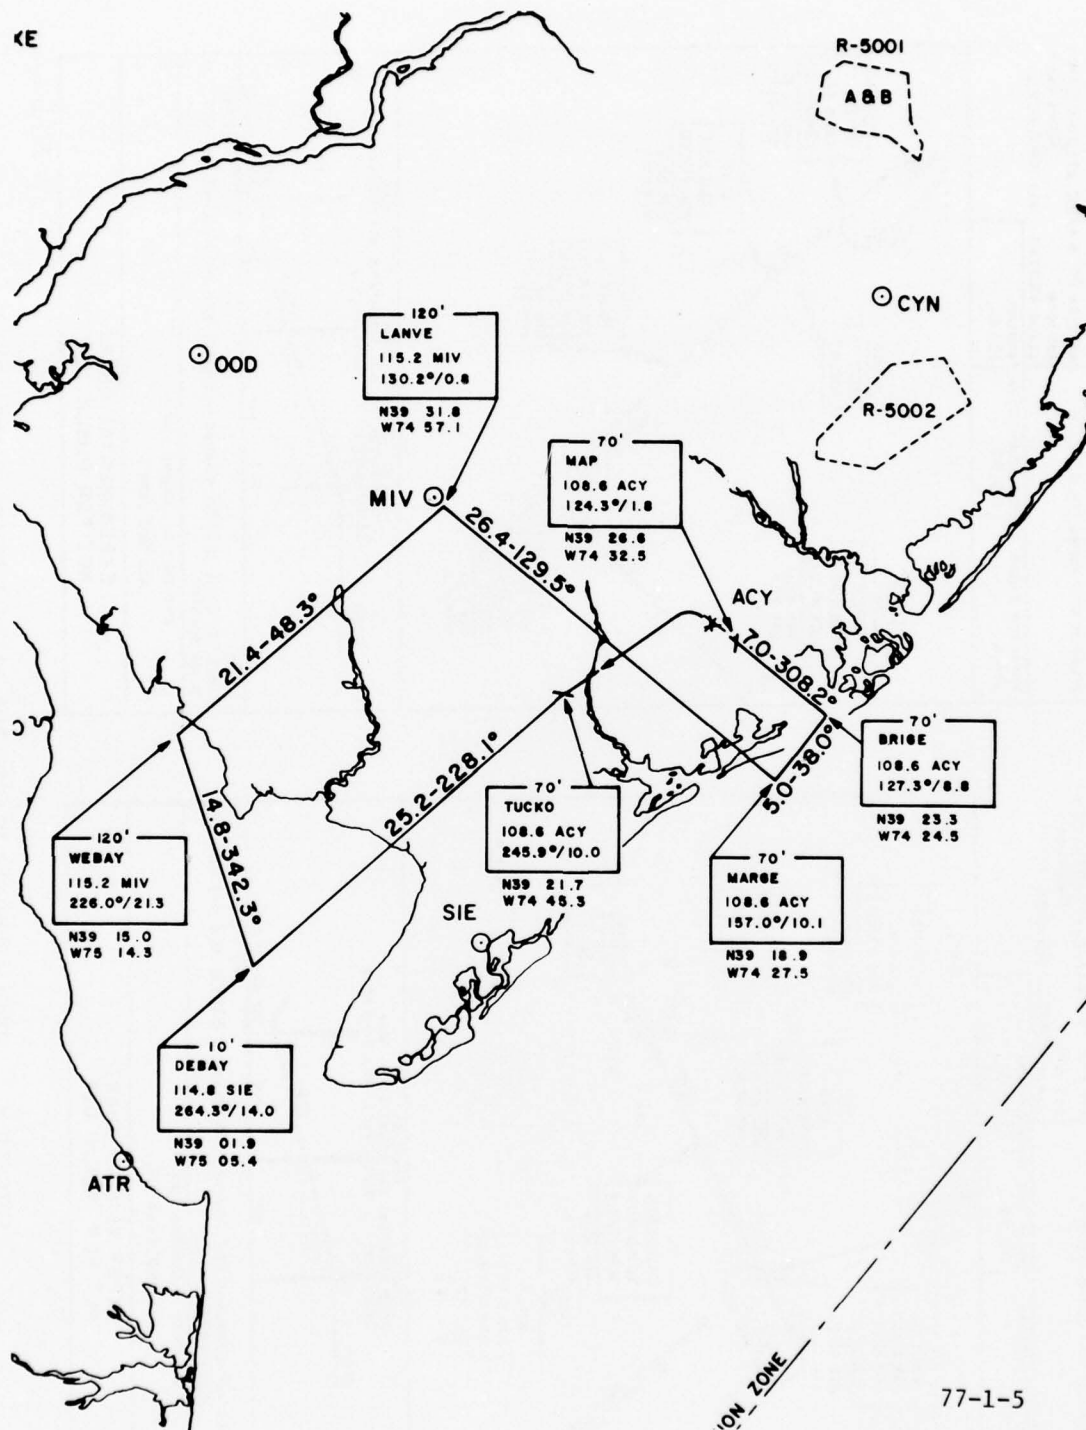 KE
R-5001
A & B
CYN
120'
LANVE
115.2 MIV
130.2°/0.8
N39 31.8
W74 57.1
OOD
R-5002
70'
MAP
108.6 ACY
124.3°/1.8
N39 26.6
W74 32.5
MIV
26.4-129.5°
ACY
21.4-48.3°
7.0-308.2°
70'
BRIGE
108.6 ACY
127.3°/8.8
N39 23.3
W74 24.5
25.2-228.1°
5.0-38.0°
14.8-342.3°
70'
TUCKO
108.6 ACY
245.9°/10.0
N39 21.7
W74 45.3
120'
WEBAY
115.2 MIV
226.0°/21.3
N39 15.0
W75 14.3
70'
MARGE
108.6 ACY
157.0°/10.1
N39 18.9
W74 27.5
SIE
10'
DEBAY
114.8 SIE
264.3°/14.0
N39 01.9
W75 05.4
ATR
ION ZONE
77-1-5